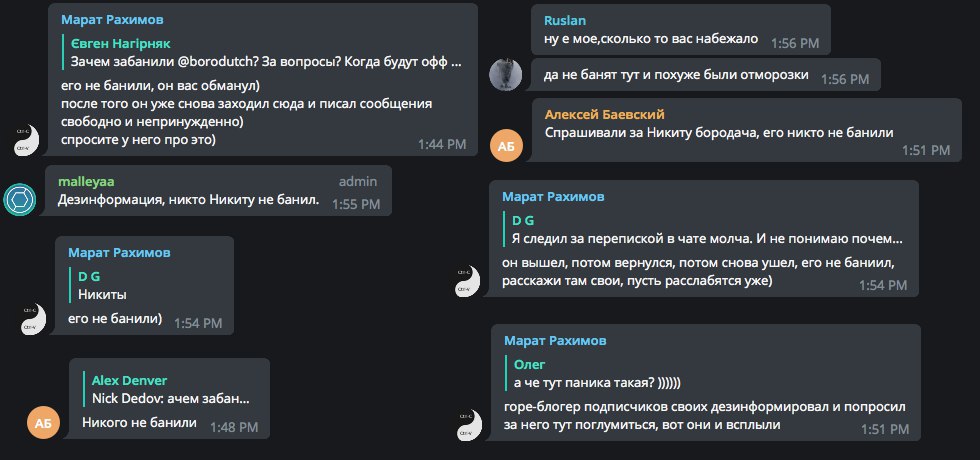 Марат Рахимов
Євген Нагірняк
Зачем забанили @borodutch? За вопросы? Когда будут офф ...
его не банили, он вас обманул)
после того он уже снова заходил сюда и писал сообщения
свободно и непринужденно)
спросите у него про это)
1:44 PM
Ctrl-C
Ctrl-V
malleyaa
admin
Дезинформация, никто Никиту не банил.
1:55 PM
Марат Рахимов
D G
Никиты
его не банили)
1:54 PM
Ctrl-C
Ctrl-V
Alex Denver
Nick Dedov: ачем забан...
Никого не банили
1:48 PM
АБ
Ruslan
ну е мое,сколько то вас набежало
1:56 PM
да не банят тут и похуже были отморозки
1:56 PM
Алексей Баевский
Спрашивали за Никиту бородача, его никто не банили
1:51 PM
АБ
Марат Рахимов
D G
Я следил за перепиской в чате молча. И не понимаю почем...
он вышел, потом вернулся, потом снова ушел, его не баниил,
расскажи там свои, пусть расслабятся уже)
1:54 PM
Ctrl-C
Ctrl-V
Марат Рахимов
Олег
а че тут паника такая? ))))))
горе-блогер подписчиков своих дезинформировал и попросил
за него тут поглумиться, вот они и всплыли
1:51 PM
Ctrl-C
Ctrl-V